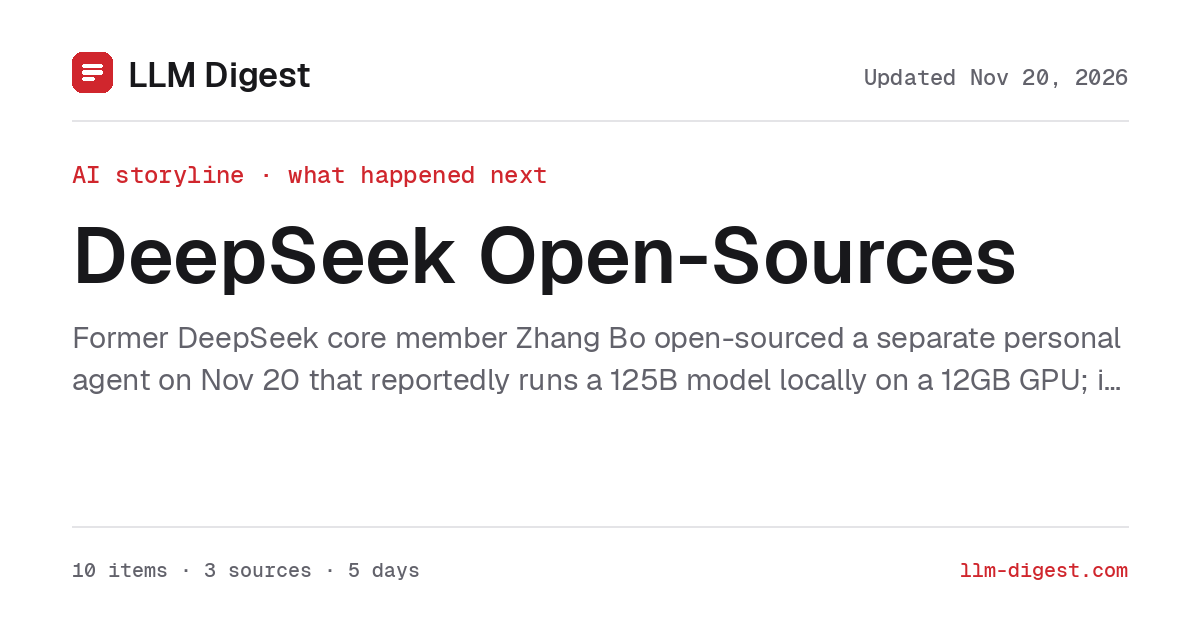 LLM Digest
Updated Nov 20, 2026
AI storyline · what happened next
DeepSeek Open-Sources
Former DeepSeek core member Zhang Bo open-sourced a separate personal
agent on Nov 20 that reportedly runs a 125B model locally on a 12GB GPU; i…
10 items · 3 sources · 5 days
llm-digest.com